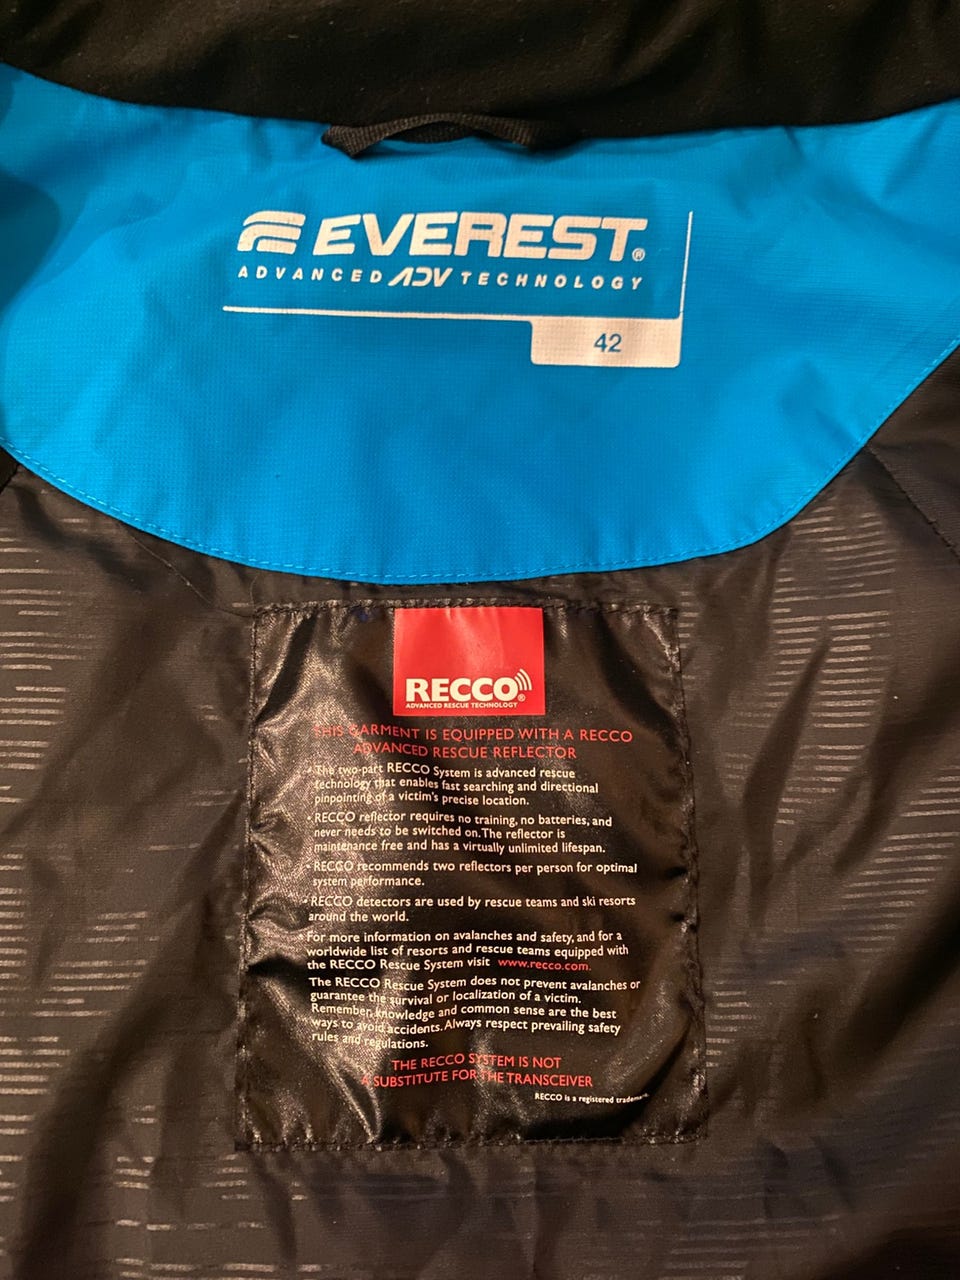 EVEREST®
ADVANCED ADV TECHNOLOGY
42
RECCO®
ADVANCED RESCUE TECHNOLOGY
THIS GARMENT IS EQUIPPED WITH A RECCO
ADVANCED RESCUE REFLECTOR
• The two-part RECCO System is advanced rescue
technology that enables fast searching and directional
pinpointing of a victim's precise location.
• RECCO reflector requires no training, no batteries, and
never needs to be switched on. The reflector is
maintenance free and has a virtually unlimited lifespan.
• RECCO recommends two reflectors per person for optimal
system performance.
• RECCO detectors are used by rescue teams and ski resorts
around the world.
• For more information on avalanches and safety, and for a
worldwide list of resorts and rescue teams equipped with
the RECCO Rescue System visit www.recco.com.
The RECCO Rescue System does not prevent avalanches or
guarantee the survival or localization of a victim.
Remember, knowledge and common sense are the best
ways to avoid accidents. Always respect prevailing safety
rules and regulations.
THE RECCO SYSTEM IS NOT
A SUBSTITUTE FOR THE TRANSCEIVER
RECCO is a registered trademark.